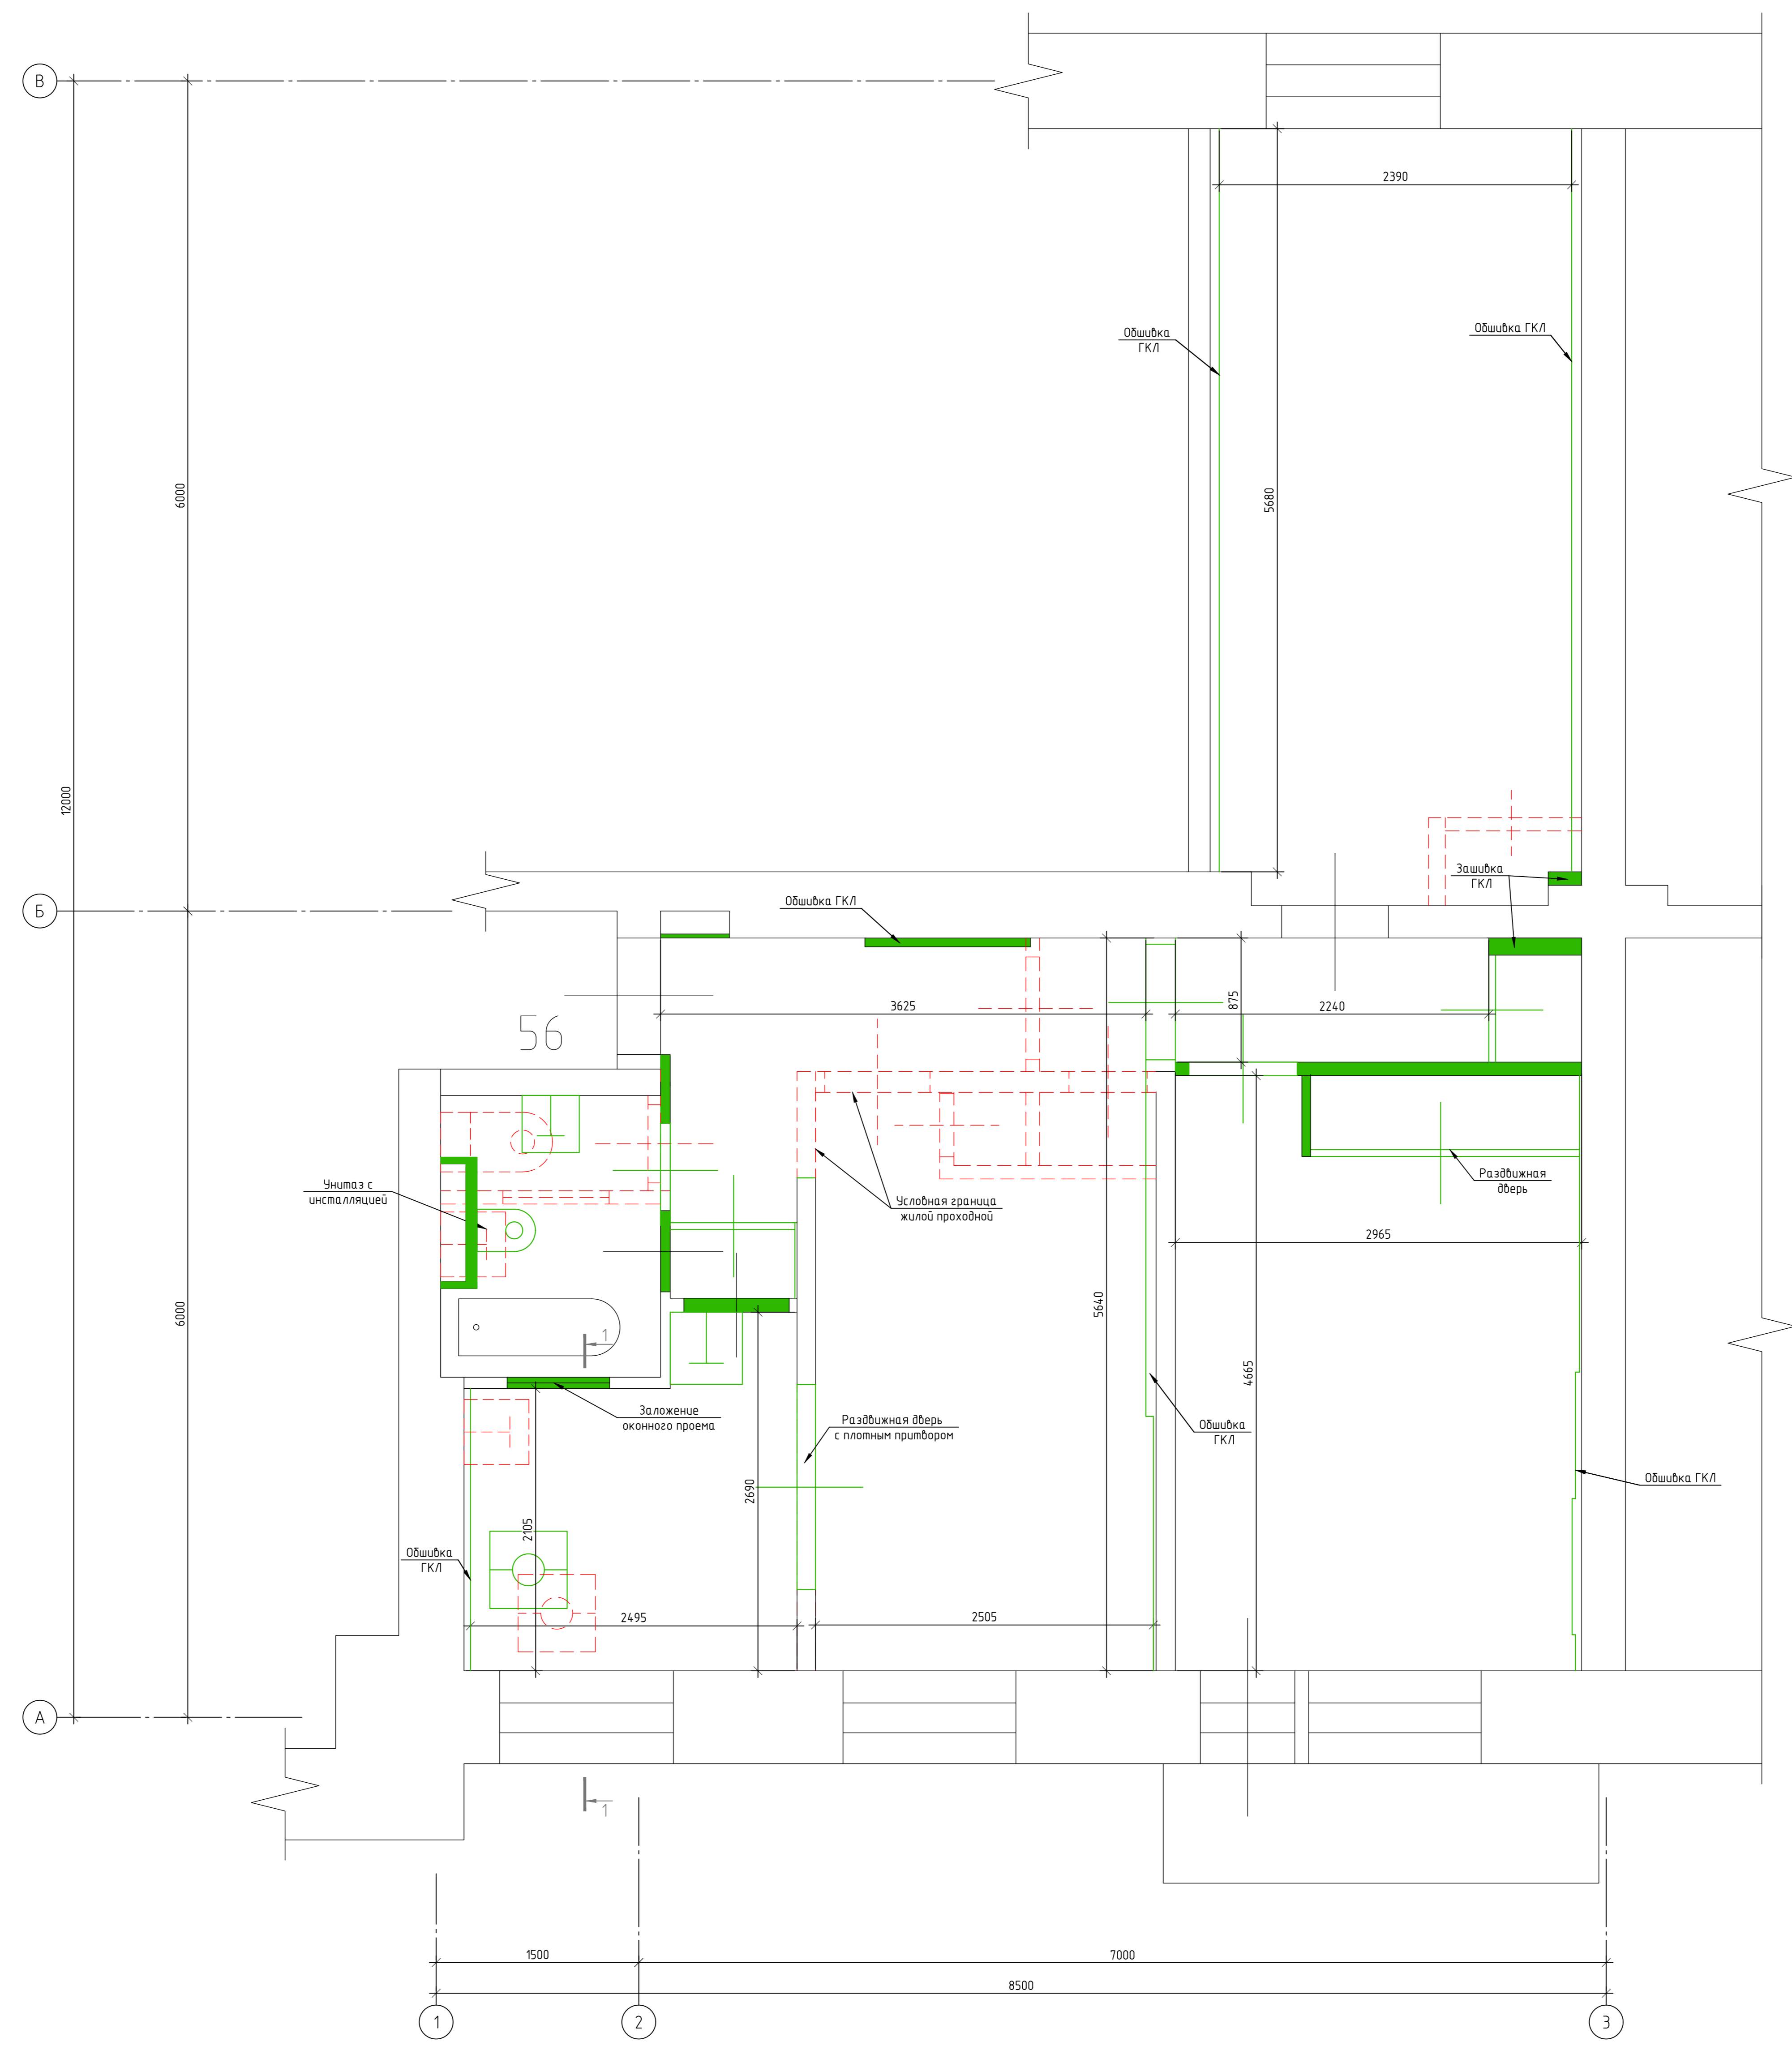 В
2390
Обшивка
ГКЛ
Обшивка ГКЛ
6000
5680
12000
Зашивка
ГКЛ
Обшивка ГКЛ
Б
3625
875
2240
56
Унитаз с
инсталляцией
Условная граница
жилой проходной
Раздвижная
дверь
2965
6000
5640
1
4665
Заложение
оконного проема
Раздвижная дверь
с плотным притвором
Обшивка
ГКЛ
2690
Обшивка ГКЛ
2105
Обшивка
ГКЛ
2495
2505
А
1
1500
7000
8500
1
2
3